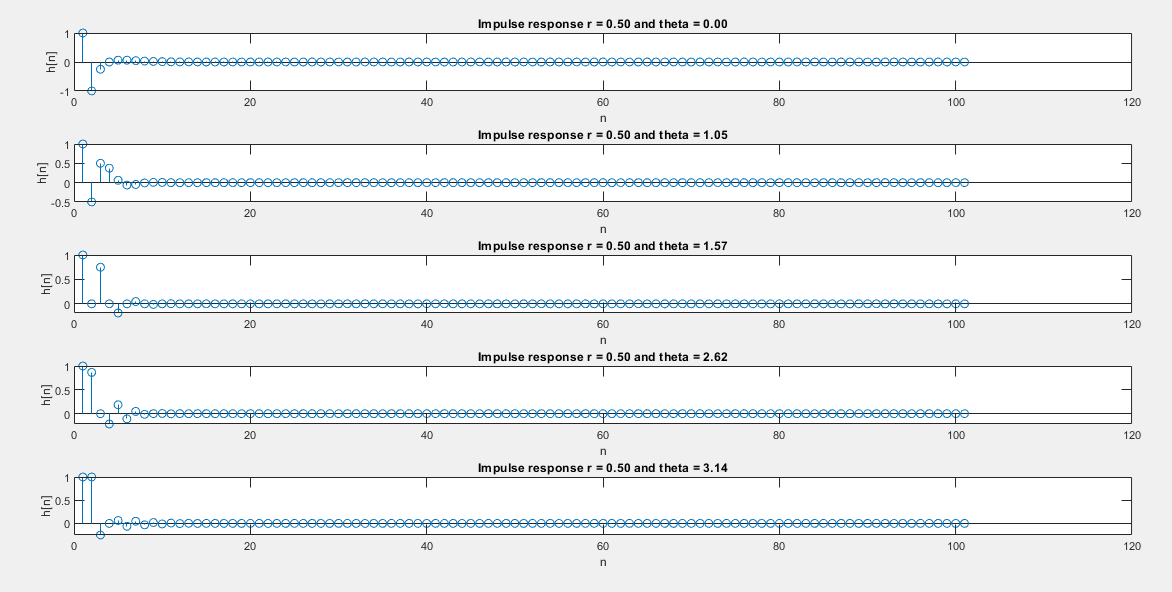 Impulse response r = 0.50 and theta = 0.00
h[n]
1
0
-1
0 20 40 60 80 100 120
n
Impulse response r = 0.50 and theta = 1.05
h[n]
1
0.5
0
-0.5
0 20 40 60 80 100 120
n
Impulse response r = 0.50 and theta = 1.57
h[n]
1
0.5
0
0 20 40 60 80 100 120
n
Impulse response r = 0.50 and theta = 2.62
h[n]
1
0.5
0
0 20 40 60 80 100 120
n
Impulse response r = 0.50 and theta = 3.14
h[n]
1
0.5
0
0 20 40 60 80 100 120
n